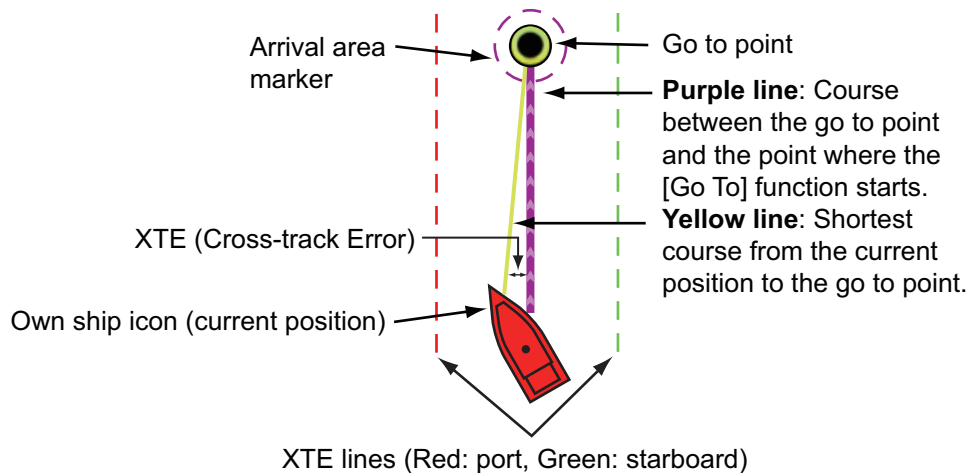 Arrival area
marker
Go to point
Purple line: Course
between the go to point
and the point where the
[Go To] function starts.
Yellow line: Shortest
course from the current
position to the go to point.
XTE (Cross-track Error)
Own ship icon (current position)
XTE lines (Red: port, Green: starboard)